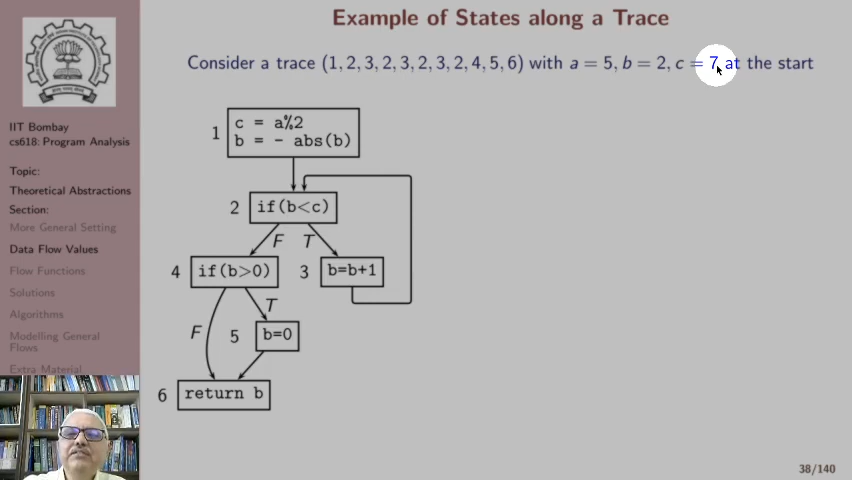 Example of States along a Trace
Consider a trace (1, 2, 3, 2, 3, 2, 3, 2, 4, 5, 6) with a = 5, b = 2, c = 7 at the start
IIT Bombay
cs618: Program Analysis
Topic:
Theoretical Abstractions
Section:
More General Setting
Data Flow Values
Flow Functions
Solutions
Algorithms
Modelling General
Flows
Extra Material
1
c = a%2
b = - abs(b)
2
if(b<c)
F T
4
if(b>0)
3
b=b+1
T
F
5
b=0
6
return b
38/140